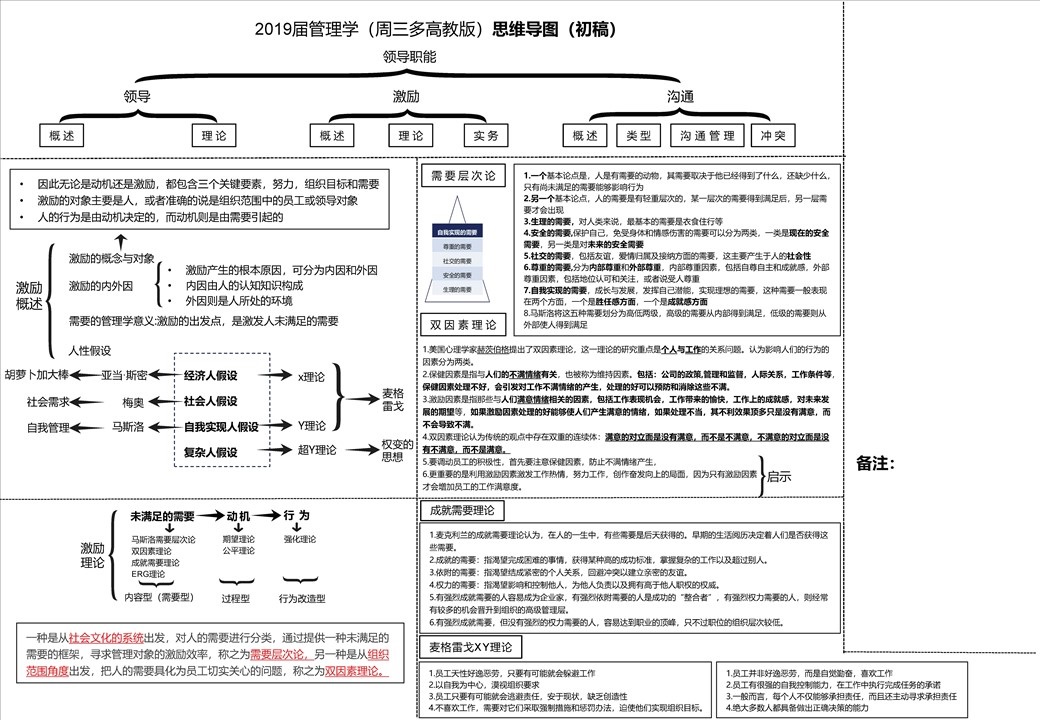 2019届管理学（周三多高教版）思维导图（初稿）
领导职能
领导
激励
沟通
概述
理论
概述
理论
实务
概述
类型
沟通管理
冲突
• 因此无论是动机还是激励，都包含三个关键要素，努力，组织目标和需要
• 激励的对象主要是人，或者准确的说是组织范围中的员工或领导对象
• 人的行为是由动机决定的，而动机则是由需要引起的
激励
概述
激励的概念与对象
激励的内外因
• 激励产生的根本原因，可分为内因和外因
• 内因由人的认知知识构成
• 外因则是人所处的环境
需要的管理学意义:激励的出发点，是激发人未满足的需要
人性假设
胡萝卜加大棒
亚当·斯密
经济人假设
x理论
社会需求
梅奥
社会人假设
麦格
雷戈
自我管理
马斯洛
自我实现人假设
Y理论
复杂人假设
超Y理论
权变的
思想
激励
理论
未满足的需要
动机
行为
马斯洛需要层次论
双因素理论
成就需要理论
ERG理论
期望理论
公平理论
强化理论
内容型（需要型）
过程型
行为改造型
一种是从社会文化的系统出发，对人的需要进行分类，通过提供一种未满足的
需要的框架，寻求管理对象的激励效率，称之为需要层次论，另一种是从组织
范围角度出发，把人的需要具化为员工切实关心的问题，称之为双因素理论。
需要层次论
自我实现的需要
尊重的需要
社交的需要
安全的需要
生理的需要
1.一个基本论点是，人是有需要的动物，其需要取决于他已经得到了什么，还缺少什么，
只有尚未满足的需要能够影响行为
2.另一个基本论点，人的需要是有轻重层次的，某一层次的需要得到满足后，另一层需
要才会出现
3.生理的需要，对人类来说，最基本的需要是衣食住行等
4.安全的需要,保护自己，免受身体和情感伤害的需要可以分为两类，一类是现在的安全
需要，另一类是对未来的安全需要
5.社交的需要，包括友谊，爱情归属及接纳方面的需要，这主要产生于人的社会性
6.尊重的需要,分为内部尊重和外部尊重，内部尊重因素，包括自尊自主和成就感，外部
尊重因素，包括地位认可和关注，或者说受人尊重
7.自我实现的需要，成长与发展，发挥自己潜能，实现理想的需要，这种需要一般表现
在两个方面，一个是胜任感方面，一个是成就感方面
8.马斯洛将这五种需要划分为高低两级，高级的需要从内部得到满足，低级的需要则从
外部使人得到满足
双因素理论
1.美国心理学家赫茨伯格提出了双因素理论，这一理论的研究重点是个人与工作的关系问题。认为影响人们的行为的
因素分为两类。
2.保健因素是指与人们的不满情绪有关，也被称为维持因素。包括：公司的政策,管理和监督，人际关系，工作条件等，
保健因素处理不好，会引发对工作不满情绪的产生，处理的好可以预防和消除这些不满。
3.激励因素是指那些与人们满意情绪相关的因素，包括工作表现机会，工作带来的愉快，工作上的成就感，对未来发
展的期望等，如果激励因素处理的好能够使人们产生满意的情绪，如果处理不当，其不利效果顶多只是没有满意，而
不会导致不满。
4.双因素理论认为传统的观点中存在双重的连续体：满意的对立面是没有满意，而不是不满意，不满意的对立面是没
有不满意，而不是满意。
5.要调动员工的积极性，首先要注意保健因素，防止不满情绪产生，
6.更重要的是利用激励因素激发工作热情，努力工作，创作奋发向上的局面，因为只有激励因素
才会增加员工的工作满意度。
启示
成就需要理论
1.麦克利兰的成就需要理论认为，在人的一生中，有些需要是后天获得的。早期的生活阅历决定着人们是否获得这
些需要。
2.成就的需要：指渴望完成困难的事情，获得某种高的成功标准，掌握复杂的工作以及超过别人。
3.依附的需要：指渴望结成紧密的个人关系，回避冲突以建立亲密的友谊。
4.权力的需要：指渴望影响和控制他人，为他人负责以及拥有高于他人职权的权威。
5.有强烈成就需要的人容易成为企业家，有强烈依附需要的人是成功的“整合者”，有强烈权力需要的人，则经常
有较多的机会晋升到组织的高级管理层。
6.有强烈成就需要，但没有强烈的权力需要的人，容易达到职业的顶峰，只不过职位的组织层次较低。
麦格雷戈XY理论
1.员工天性好逸恶劳，只要有可能就会躲避工作
2.以自我为中心，漠视组织要求
3.员工只要有可能就会逃避责任，安于现状，缺乏创造性
4.不喜欢工作，需要对它们采取强制措施和惩罚办法，迫使他们实现组织目标。
1.员工并非好逸恶劳，而是自觉勤奋，喜欢工作
2.员工有很强的自我控制能力，在工作中执行完成任务的承诺
3.一般而言，每个人不仅能够承担责任，而且还主动寻求承担责任
4.绝大多数人都具备做出正确决策的能力
备注：